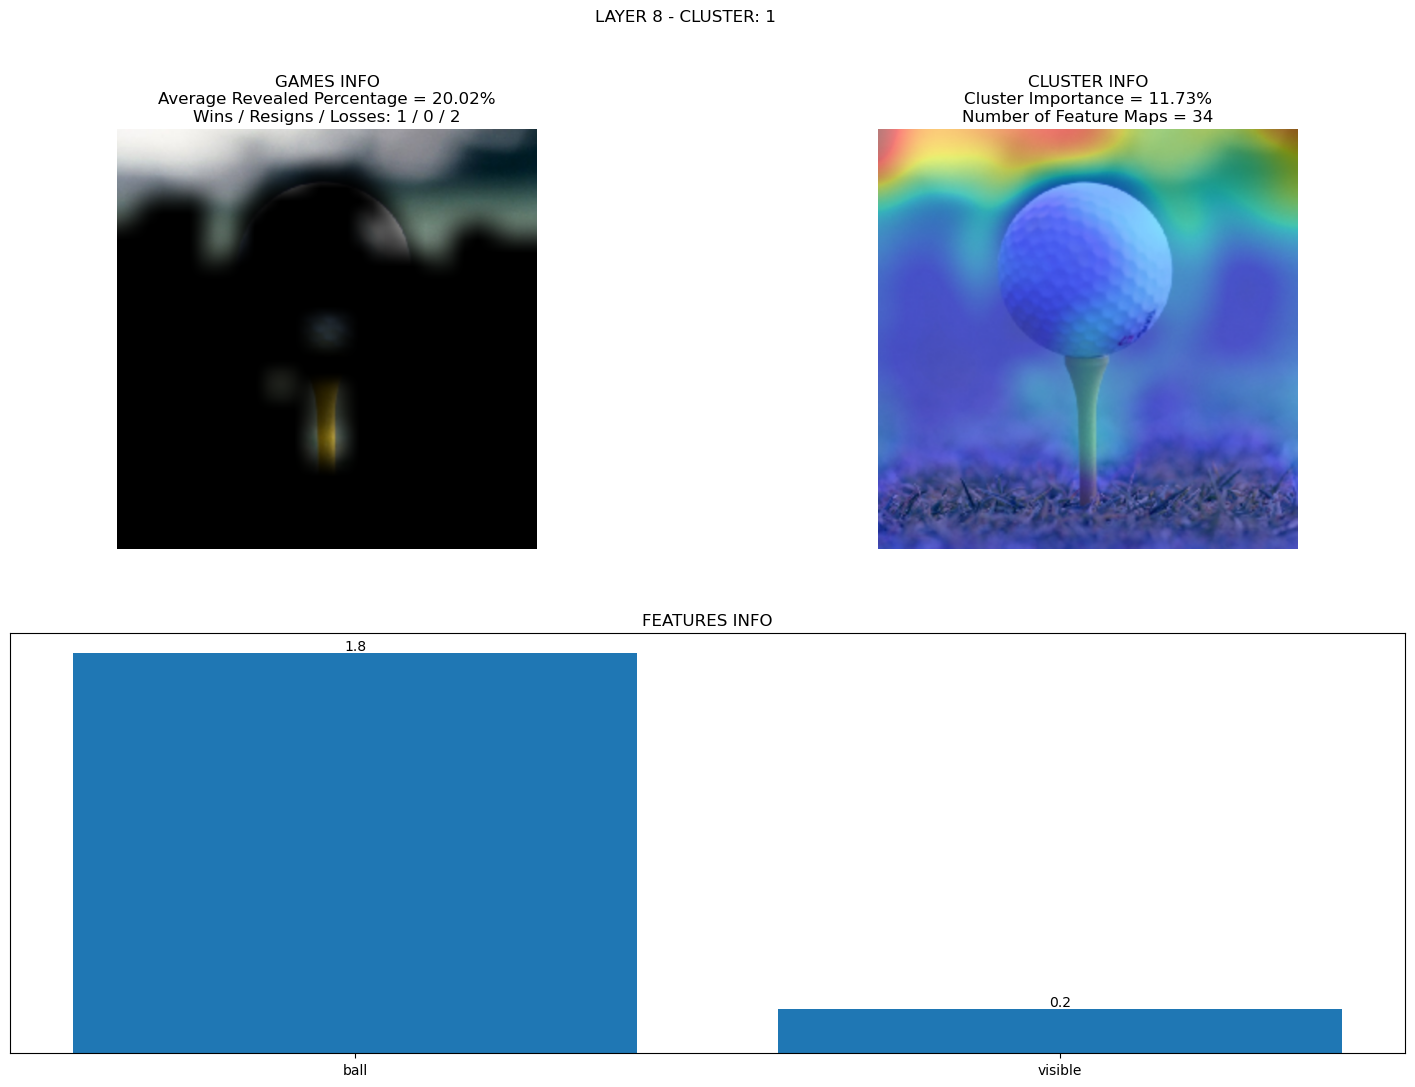 LAYER 8 - CLUSTER: 1
GAMES INFO
Average Revealed Percentage = 20.02%
Wins / Resigns / Losses: 1 / 0 / 2
CLUSTER INFO
Cluster Importance = 11.73%
Number of Feature Maps = 34
FEATURES INFO
1.8
0.2
ball
visible